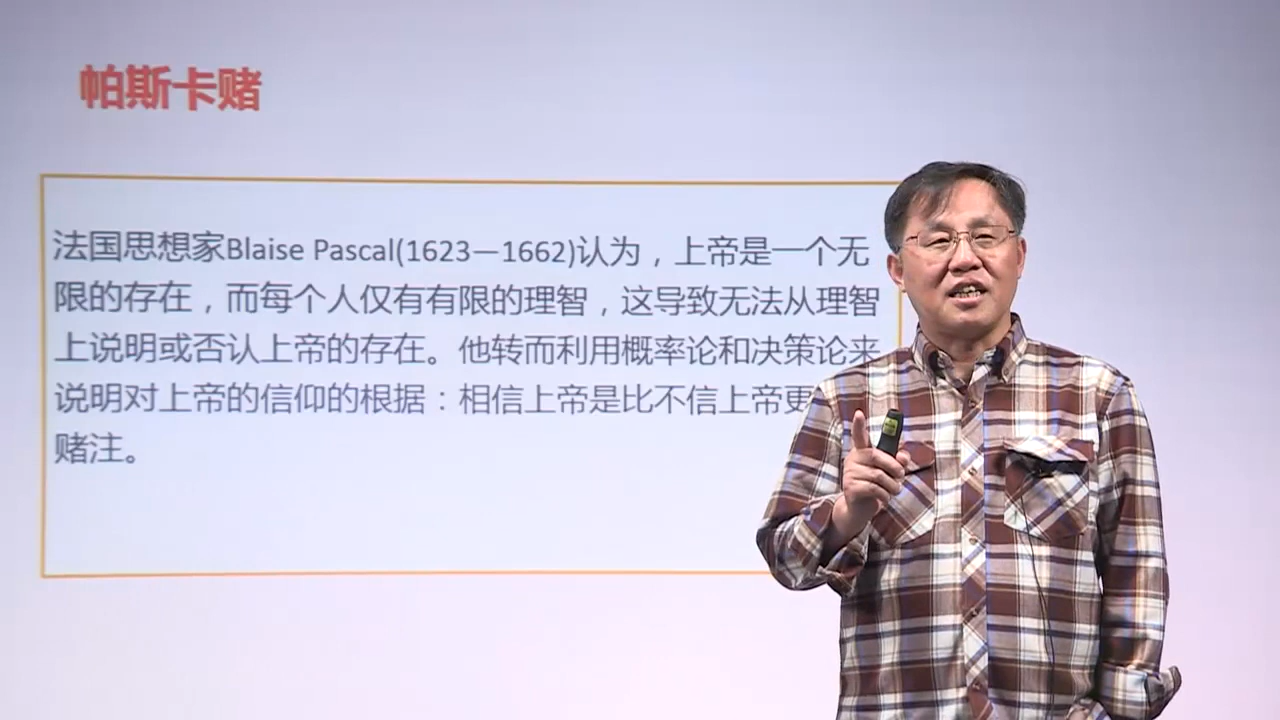 帕斯卡赌
法国思想家Blaise Pascal(1623—1662)认为，上帝是一个无
限的存在，而每个人仅有有限的理智，这导致无法从理智
上说明或否认上帝的存在。他转而利用概率论和决策论来
说明对上帝的信仰的根据：相信上帝是比不信上帝更
赌注。